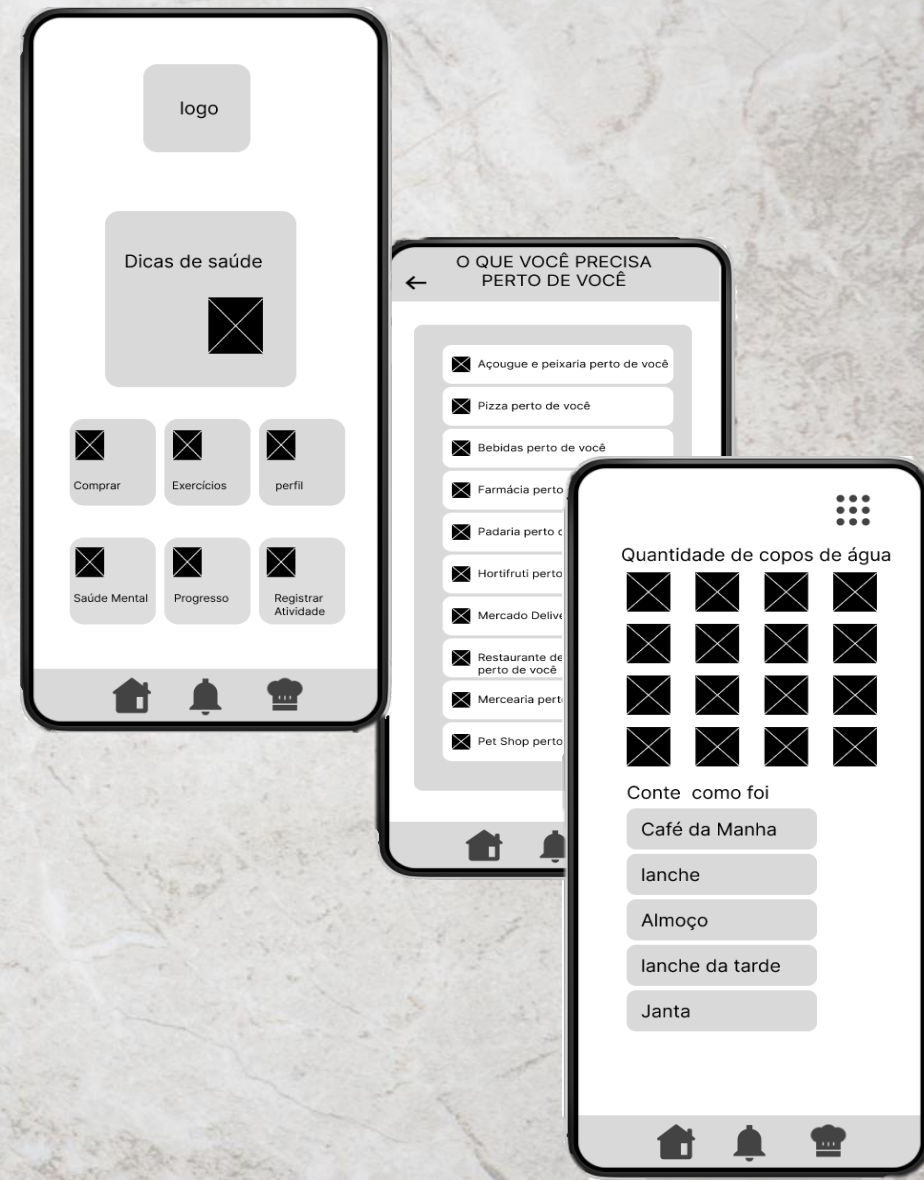 logo
Dicas de saúde
Comprar
Exercícios
perfil
Saúde Mental
Progresso
Registrar
Atividade
O QUE VOCÊ PRECISA
PERTO DE VOCÊ
Açougue e peixaria perto de você
Pizza perto de você
Bebidas perto de você
Farmácia perto
Padaria perto
Hortifruti perto
Mercado
Restaurante de
perto de você
Mercearia
Pet Shop perto
Quantidade de copos de água
Conte como foi
Café da Manha
lanche
Almoço
lanche da tarde
Janta